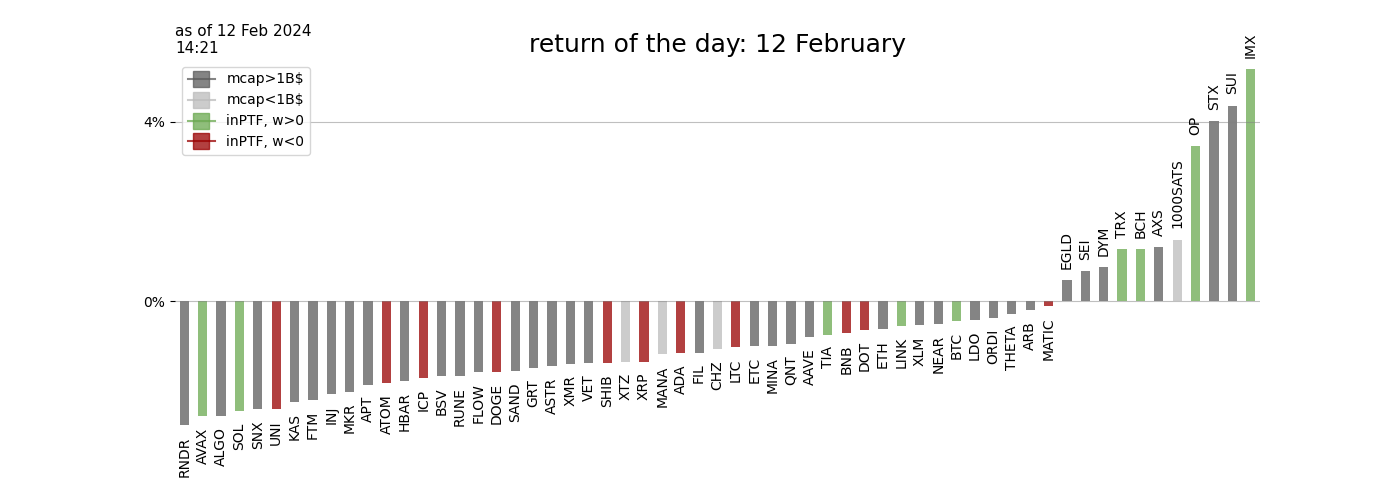 as of 12 Feb 2024
14:21
return of the day: 12 February
mcap>1B$
mcap<1B$
inPTF, w>0
inPTF, w<0
4%
0%
RNDR
AVAX
ALGO
SOL
SNX
UNI
KAS
FTM
INJ
MKR
APT
ATOM
HBAR
ICP
BSV
RUNE
FLOW
DOGE
SAND
GRT
ASTR
XMR
VET
SHIB
XTZ
XRP
MANA
ADA
FIL
CHZ
LTC
ETC
MINA
QNT
AAVE
TIA
BNB
DOT
ETH
LINK
XLM
NEAR
BTC
LDO
ORDI
THETA
ARB
MATIC
EGLD
SEI
DYM
TRX
BCH
AXS
1000SATS
OP
STX
SUI
IMX